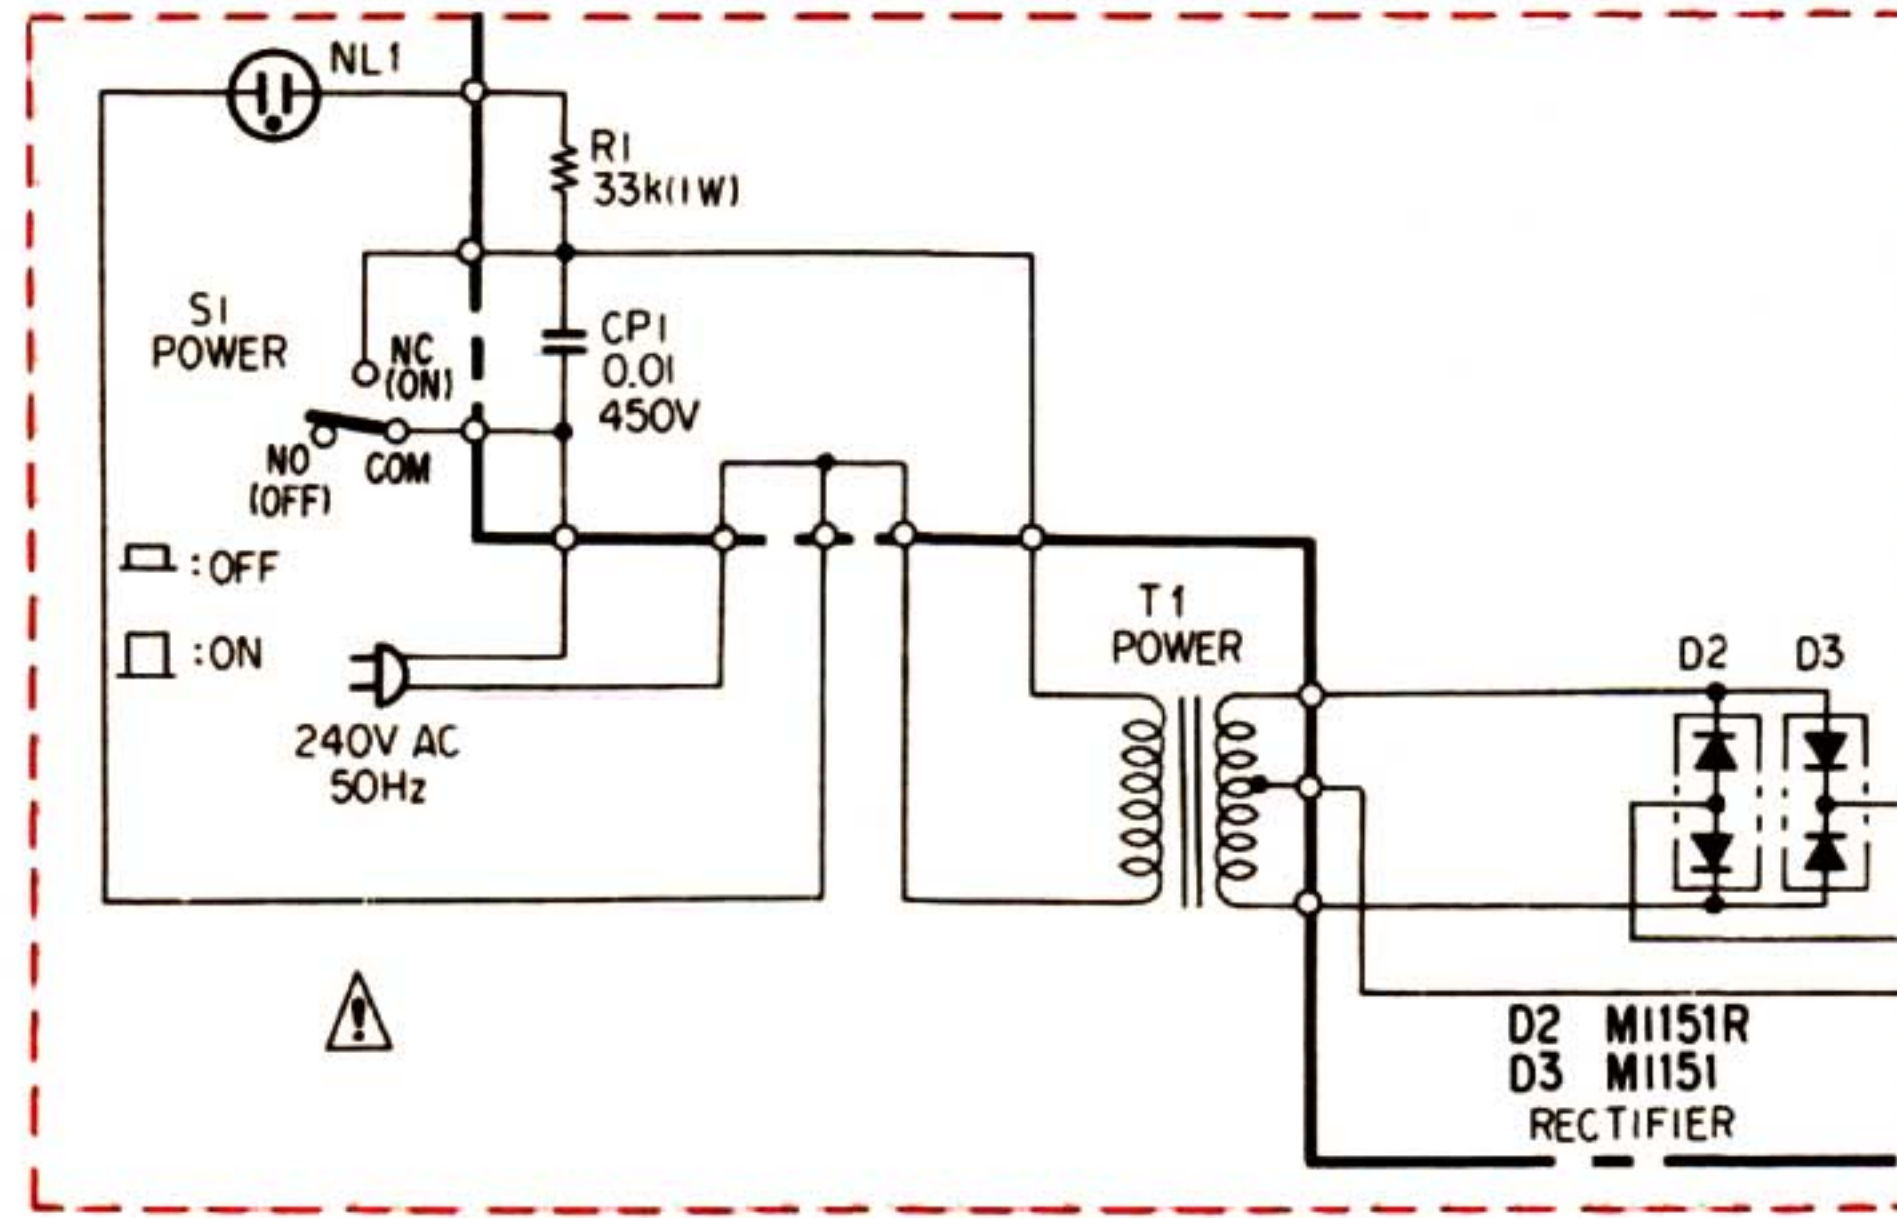 NL1
R1
33k(1W)
S1
POWER
NC
(ON)
CP1
0.01
450V
NO
(OFF)
COM
:OFF
:ON
240V AC
50Hz
T1
POWER
D2 D3
D2 M1151R
D3 M1151
RECTIFIER